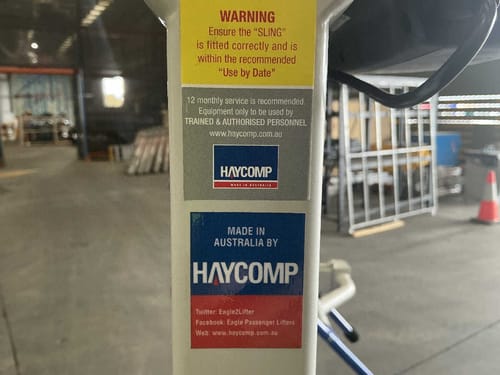 WARNING
Ensure the "SLING"
is fitted correctly and is
within the recommended
"Use by Date"
12 monthly service is recommended
Equipment only to be used by
TRAINED & AUTHORISED PERSONNEL
www.haycomp.com.au
HAYCOMP
MADE IN AUSTRALIA
MADE IN
AUSTRALIA BY
HAYCOMP
Twitter: Eagle2Lifter
Facebook: Eagle Passenger Lifters
Web: www.haycomp.com.au